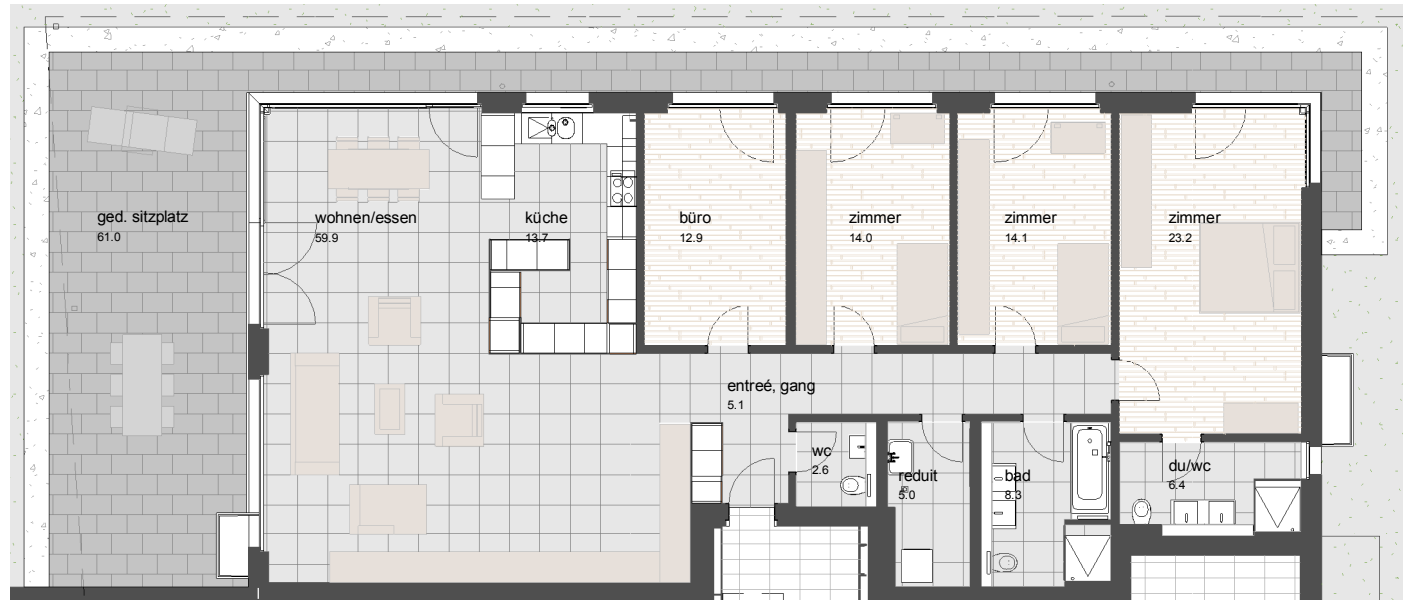 ged. sitzplatz
61.0
wohnen/essen
59.9
küche
13.7
büro
12.9
zimmer
14.0
zimmer
14.1
zimmer
23.2
entreé, gang
5.1
wc
2.6
reduit
5.0
bad
8.3
du/wc
6.4